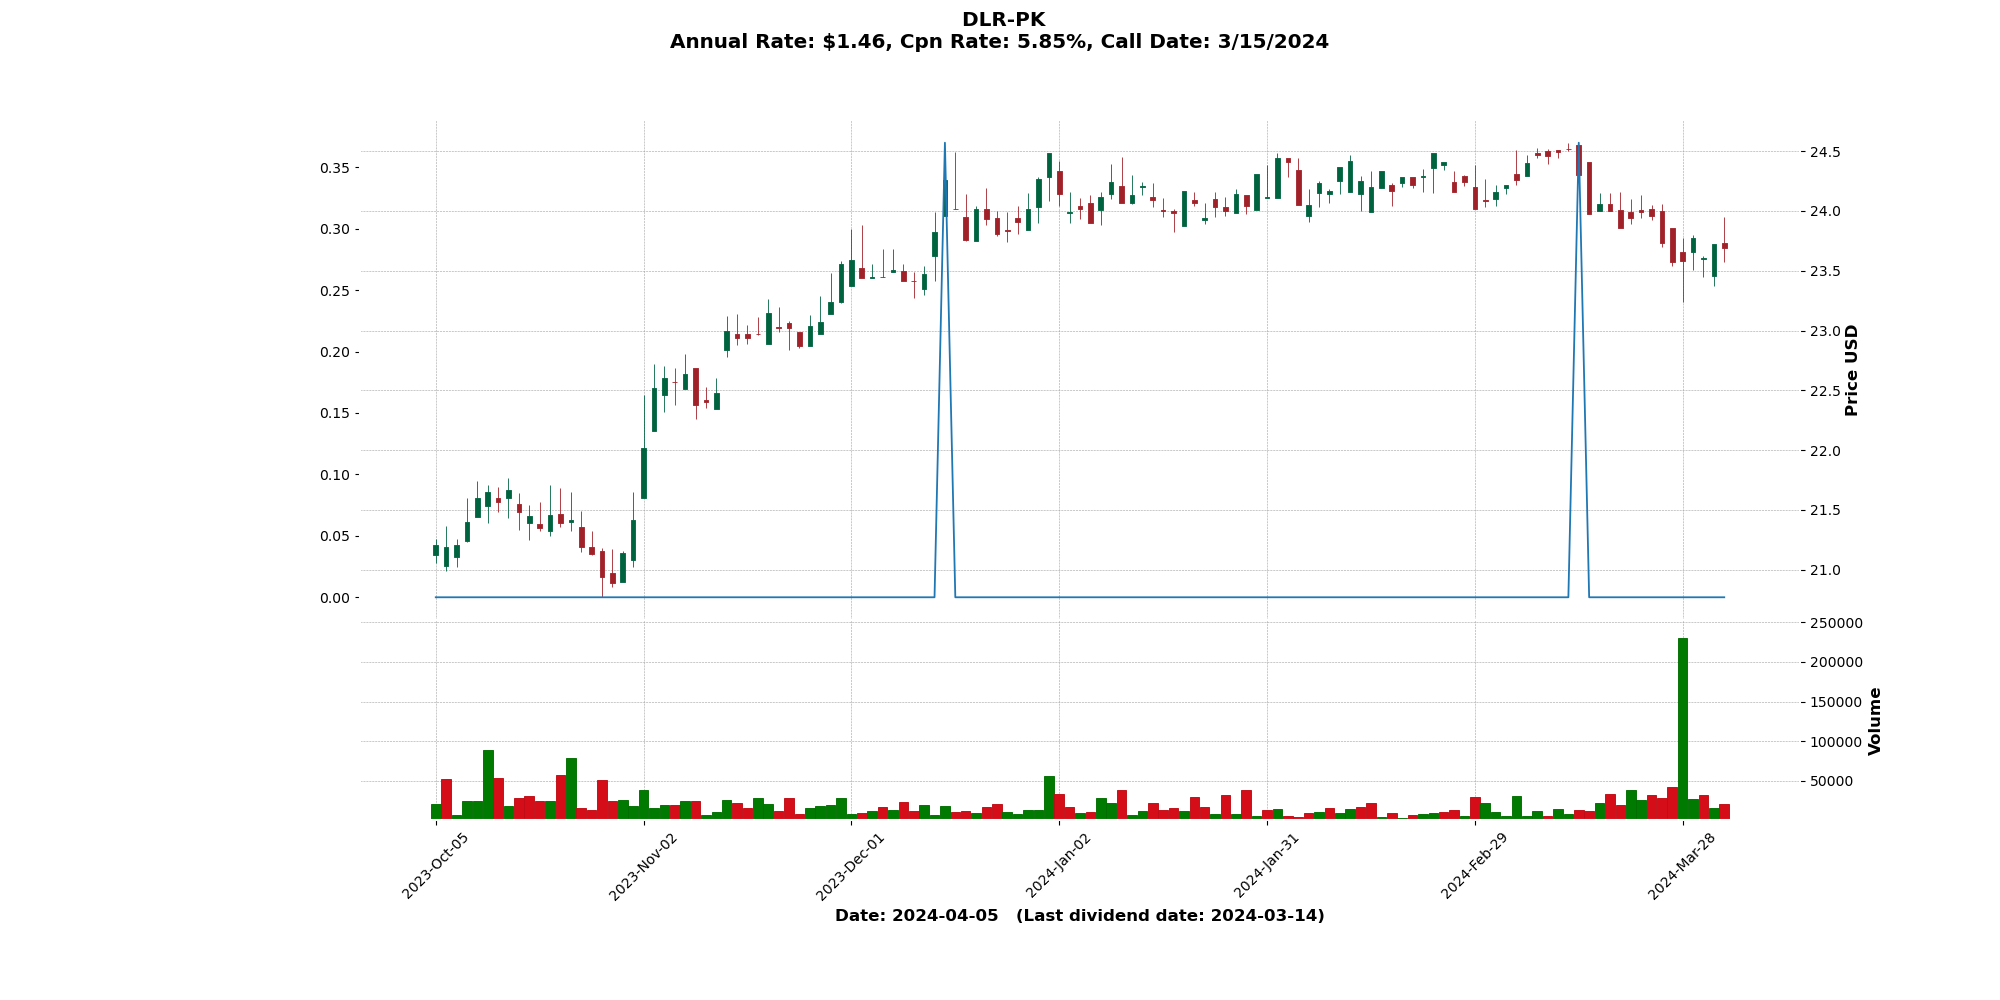 DLR-PK
Annual Rate: $1.46, Cpn Rate: 5.85%, Call Date: 3/15/2024
0.35
0.30
0.25
0.20
0.15
0.10
0.05
0.00
24.5
24.0
23.5
23.0
22.5
22.0
21.5
21.0
Price USD
250000
200000
150000
100000
50000
Volume
2023-Oct-05
2023-Nov-02
2023-Dec-01
2024-Jan-02
2024-Jan-31
2024-Feb-29
2024-Mar-28
Date: 2024-04-05 (Last dividend date: 2024-03-14)